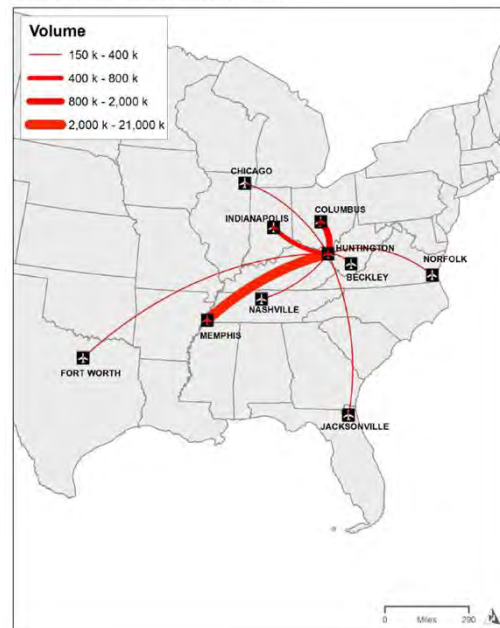 Volume
150 k - 400 k
400 k - 800 k
800 k - 2,000 k
2,000 k - 21,000 k
CHICAGO
COLUMBUS
INDIANAPOLIS
HUNTINGTON
NORFOLK
BECKLEY
NASHVILLE
MEMPHIS
FORT WORTH
JACKSONVILLE
0 Miles 290